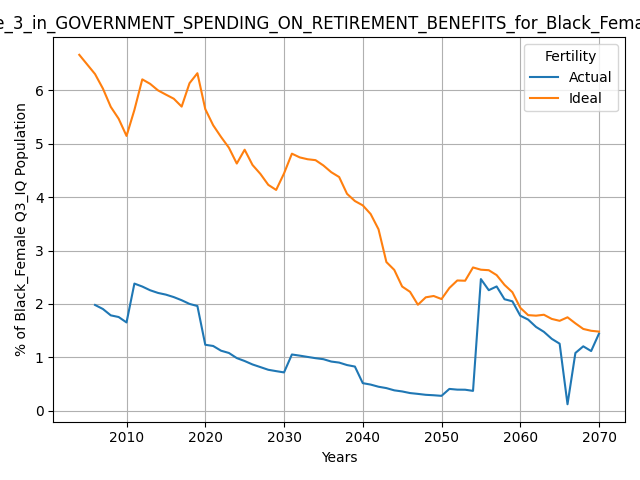 e_3_in_GOVERNMENT_SPENDING_ON_RETIREMENT_BENEFITS_for_Black_Fema
Fertility
Actual
Ideal
% of Black_Female Q3_IQ Population
6
5
4
3
2
1
0
2010 2020 2030 2040 2050 2060 2070
Years